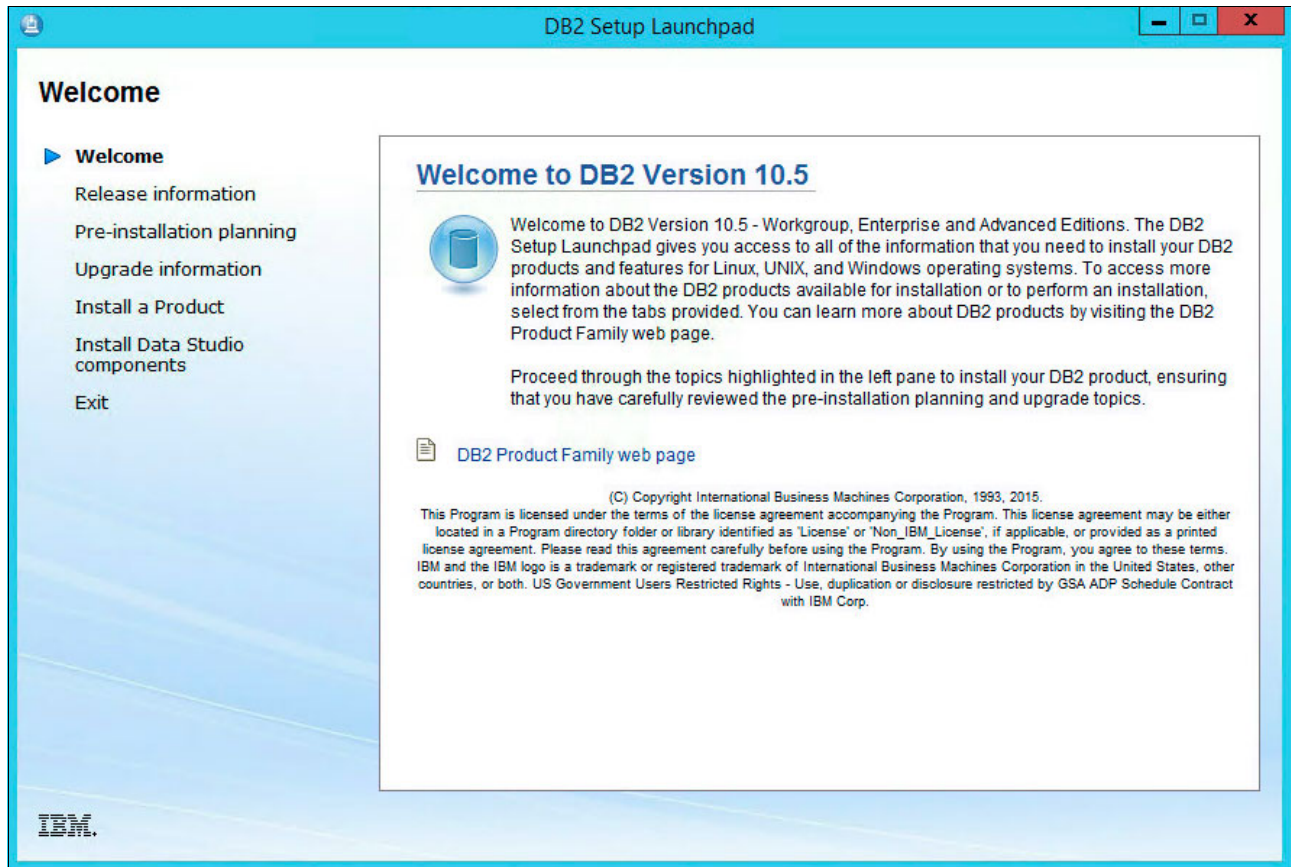 DB2 Setup Launchpad
Welcome
Welcome
Release information
Pre-installation planning
Upgrade information
Install a Product
Install Data Studio
components
Exit
Welcome to DB2 Version 10.5
Welcome to DB2 Version 10.5 - Workgroup, Enterprise and Advanced Editions. The DB2
Setup Launchpad gives you access to all of the information that you need to install your DB2
products and features for Linux, UNIX, and Windows operating systems. To access more
information about the DB2 products available for installation or to perform an installation,
select from the tabs provided. You can learn more about DB2 products by visiting the DB2
Product Family web page.
Proceed through the topics highlighted in the left pane to install your DB2 product, ensuring
that you have carefully reviewed the pre-installation planning and upgrade topics.
DB2 Product Family web page
(C) Copyright International Business Machines Corporation, 1993, 2015.
This Program is licensed under the terms of the license agreement accompanying the Program. This license agreement may be either
located in a Program directory folder or library identified as 'License' or 'Non_IBM_License', if applicable, or provided as a printed
license agreement. Please read this agreement carefully before using the Program. By using the Program, you agree to these terms.
IBM and the IBM logo is a trademark or registered trademark of International Business Machines Corporation in the United States, other
countries, or both. US Government Users Restricted Rights - Use, duplication or disclosure restricted by GSA ADP Schedule Contract
with IBM Corp.
IBM.